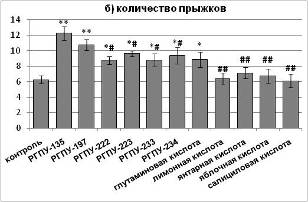 б) количество прыжков
14
12
10
8
6
4
2
0
**
**
*#
*#
*#
*#
*
##
##
##
##
контроль
РГПУ-135
РГПУ-197
РГПУ-222
РГПУ-223
РГПУ-233
РГПУ-234
глутаминовая кислота
лимонная кислота
янтарная кислота
яблочная кислота
салициловая кислота